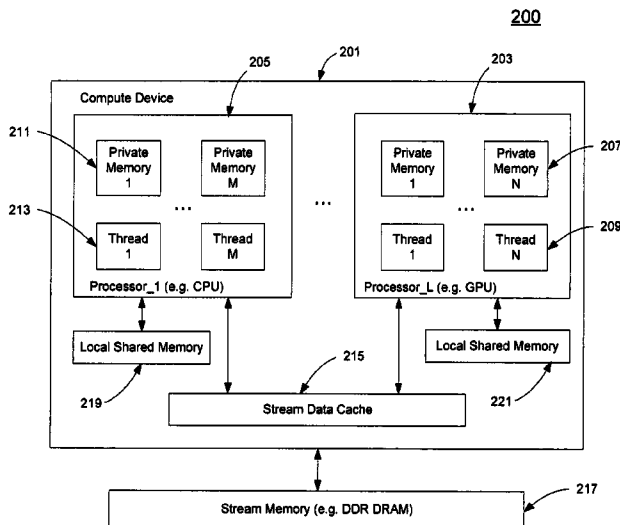 200
201
205
203
Compute Device
211
Private
Memory
1
Private
Memory
M
Private
Memory
1
Private
Memory
N
207
...
...
...
213
Thread
1
Thread
M
Thread
1
Thread
N
209
Processor_1 (e.g. CPU)
Processor_L (e.g. GPU)
Local Shared Memory
Local Shared Memory
219
215
221
Stream Data Cache
217
Stream Memory (e.g. DDR DRAM)